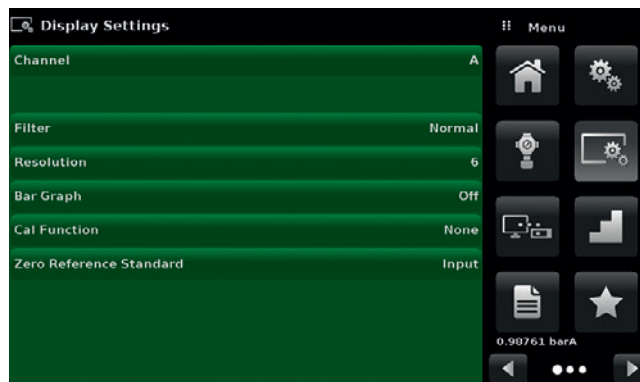 Display Settings
Menu
Channel A
Filter Normal
Resolution 6
Bar Graph Off
Cal Function None
Zero Reference Standard Input
0.98761 barA